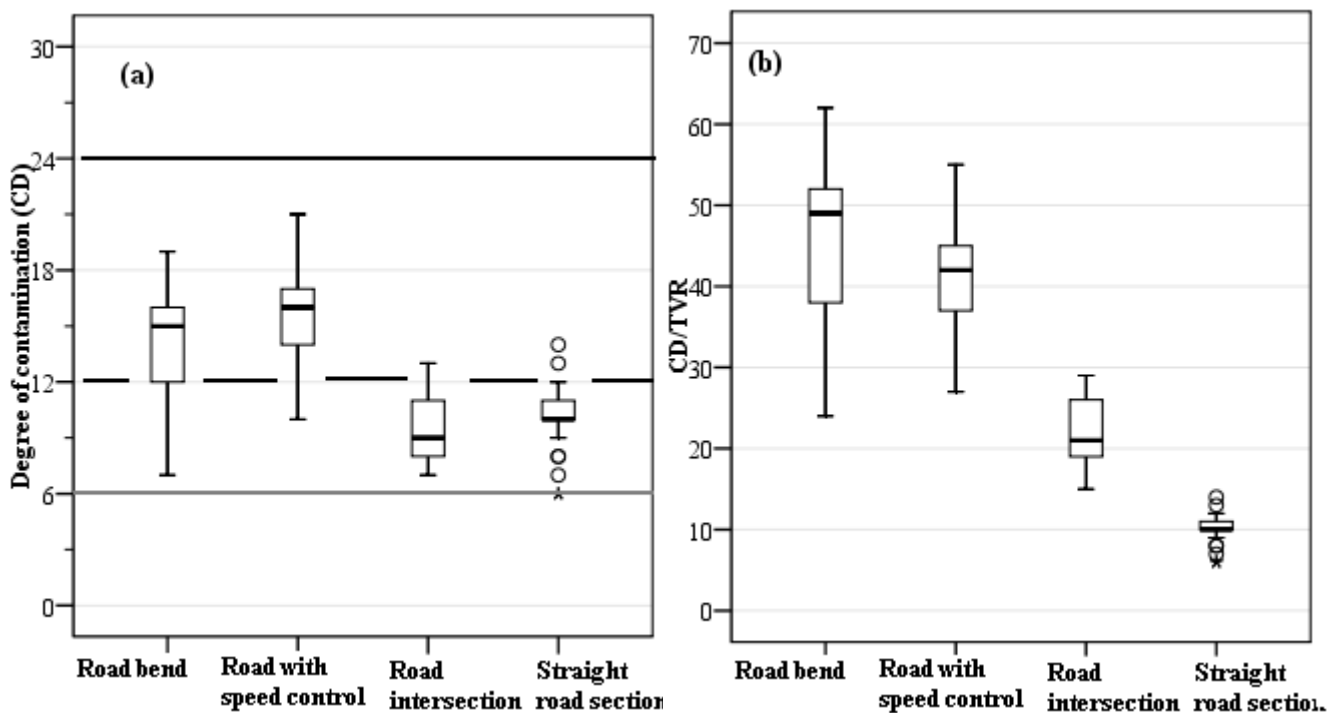 (a)
Degree of contamination (CD)
30
24
18
12
6
0
Road bend
Road with
speed control
Road
intersection
Straight
road section
(b)
CD/TVR
70
60
50
40
30
20
10
0
Road bend
Road with
speed control
Road
intersection
Straight
road section